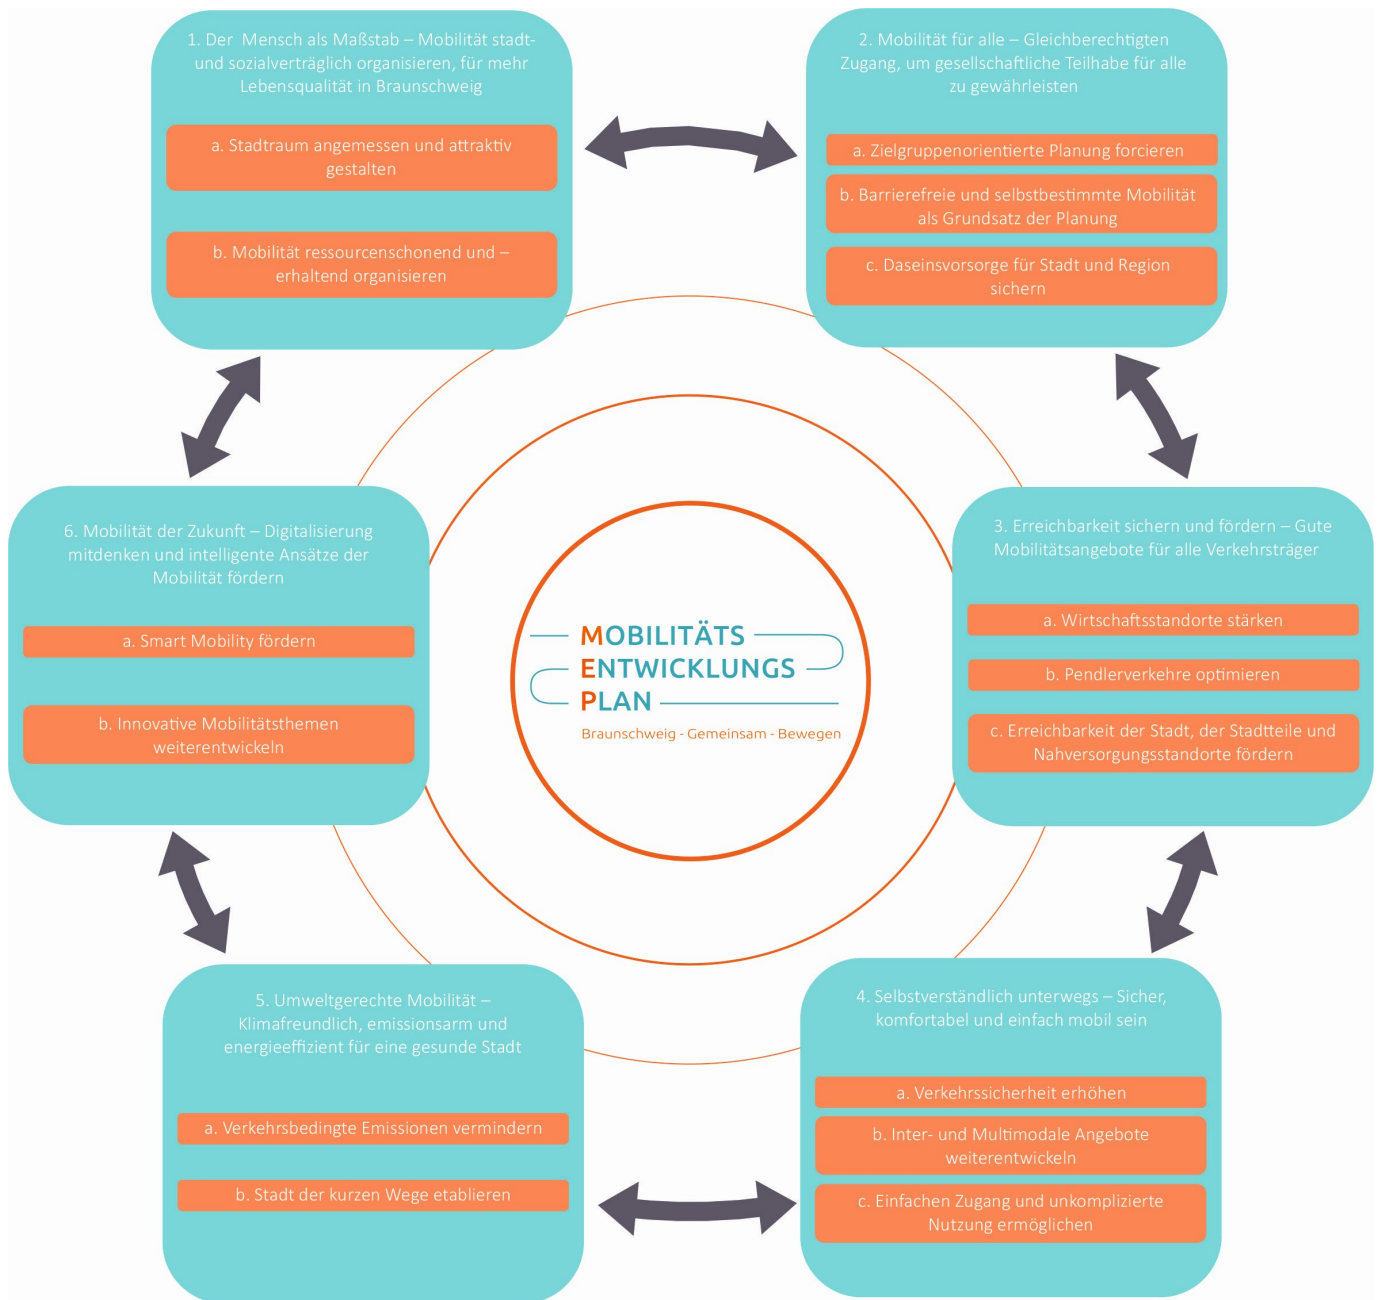 1. Der Mensch als Maßstab – Mobilität stadt-
und sozialverträglich organisieren, für mehr
Lebensqualität in Braunschweig
a. Stadtraum angemessen und attraktiv
gestalten
b. Mobilität ressourcenschonend und –
erhaltend organisieren
2. Mobilität für alle – Gleichberechtigten
Zugang, um gesellschaftliche Teilhabe für alle
zu gewährleisten
a. Zielgruppenorientierte Planung forcieren
b. Barrierefreie und selbstbestimmte Mobilität
als Grundsatz der Planung
c. Daseinsvorsorge für Stadt und Region
sichern
3. Erreichbarkeit sichern und fördern – Gute
Mobilitätsangebote für alle Verkehrsträger
a. Wirtschaftsstandorte stärken
b. Pendlerverkehre optimieren
c. Erreichbarkeit der Stadt, der Stadtteile und
Nahversorgungsstandorte fördern
4. Selbstverständlich unterwegs – Sicher,
komfortabel und einfach mobil sein
a. Verkehrssicherheit erhöhen
b. Inter- und Multimodale Angebote
weiterentwickeln
c. Einfachen Zugang und unkomplizierte
Nutzung ermöglichen
5. Umweltgerechte Mobilität –
Klimafreundlich, emissionsarm und
energieeffizient für eine gesunde Stadt
a. Verkehrsbedingte Emissionen vermindern
b. Stadt der kurzen Wege etablieren
6. Mobilität der Zukunft – Digitalisierung
mitdenken und intelligente Ansätze der
Mobilität fördern
a. Smart Mobility fördern
b. Innovative Mobilitätsthemen
weiterentwickeln
MOBILITÄTS
ENTWICKLUNGS
PLAN
Braunschweig - Gemeinsam - Bewegen